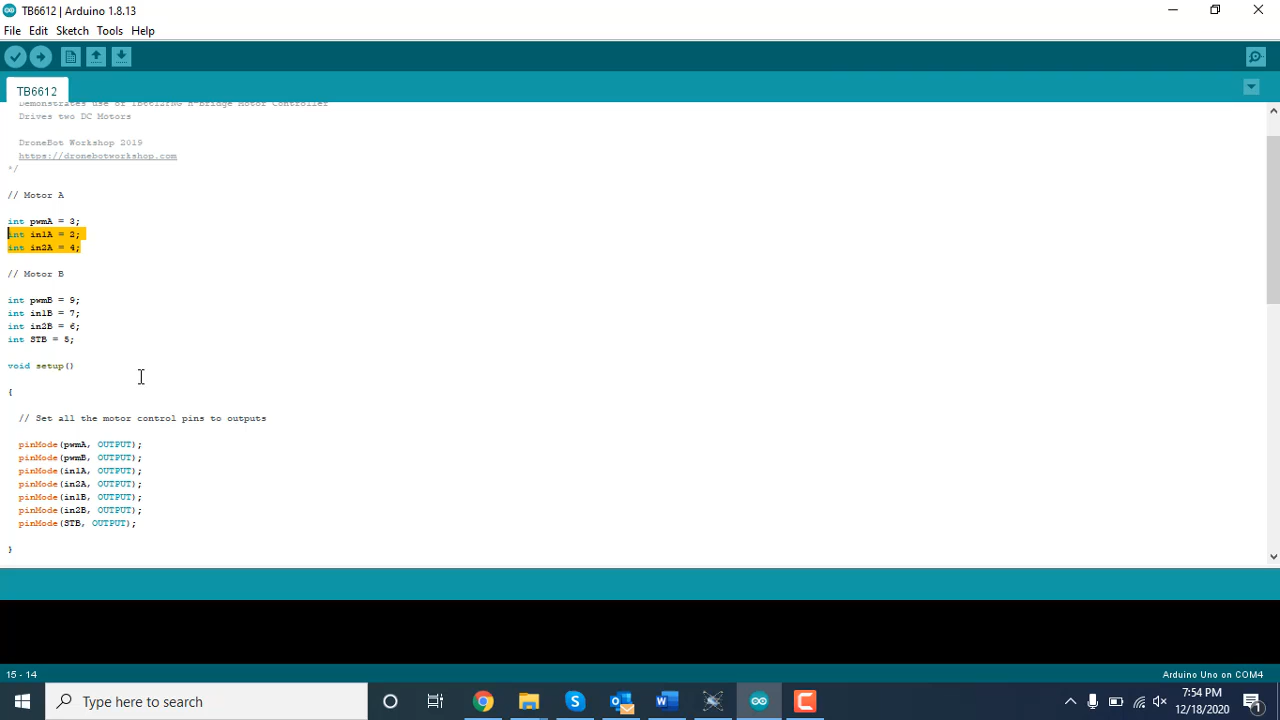 TB6612 | Arduino 1.8.13
File Edit Sketch Tools Help
TB6612
Demonstrates use of TB6612FNG H-Bridge Motor Controller
Drives two DC Motors
DroneBot Workshop 2019
https://dronebotworkshop.com
*/
// Motor A
int pwmA = 3;
int in1A = 2;
int in2A = 4;
// Motor B
int pwmB = 9;
int in1B = 7;
int in2B = 6;
int STB = 5;
void setup()
{
// Set all the motor control pins to outputs
pinMode(pwmA, OUTPUT);
pinMode(pwmB, OUTPUT);
pinMode(in1A, OUTPUT);
pinMode(in2A, OUTPUT);
pinMode(in1B, OUTPUT);
pinMode(in2B, OUTPUT);
pinMode(STB, OUTPUT);
}
15 - 14
Arduino Uno on COM4
Type here to search
7:54 PM
12/18/2020
1